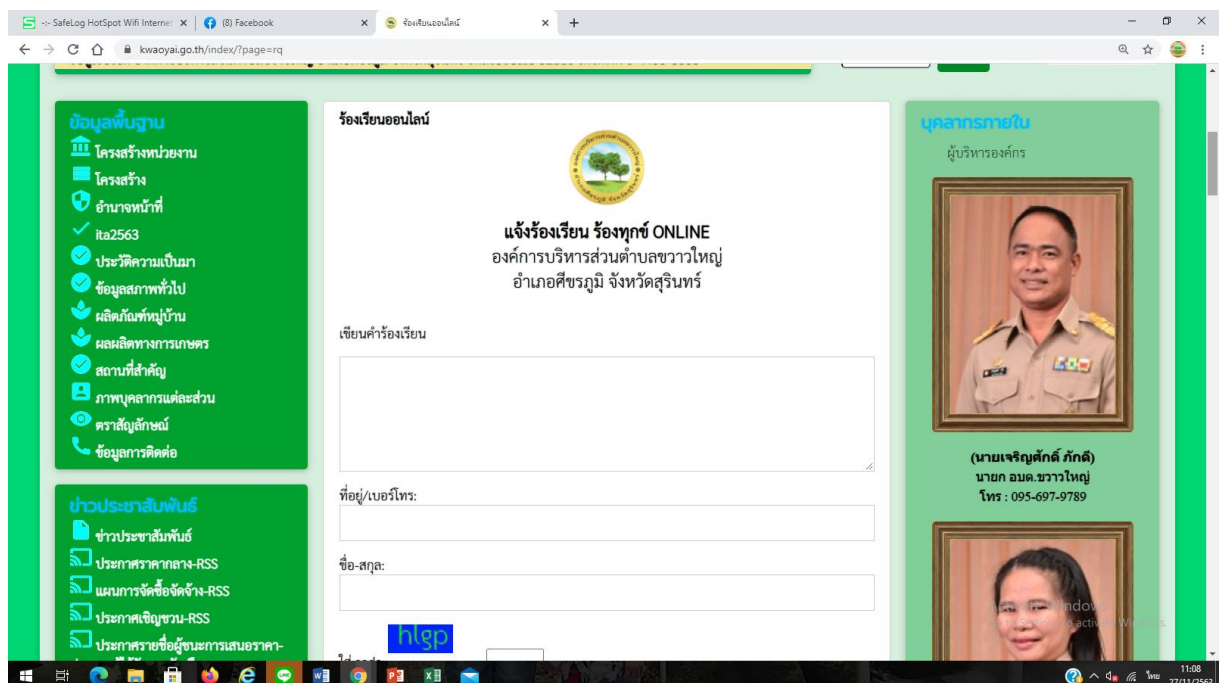 -:- SafeLog HotSpot Wifi Internet
(8) Facebook
ร้องเรียนออนไลน์
kwaoyai.go.th/index/?page=rq
ข้อมูลพื้นฐาน
โครงสร้างหน่วยงาน
โครงสร้าง
อำนาจหน้าที่
ita2563
ประวัติความเป็นมา
ข้อมูลสภาพทั่วไป
ผลิตภัณฑ์หมู่บ้าน
ผลผลิตทางการเกษตร
สถานที่สำคัญ
ภาพบุคลากรแต่ละส่วน
ตราสัญลักษณ์
ข้อมูลการติดต่อ
ข่าวประชาสัมพันธ์
ข่าวประชาสัมพันธ์
ประกาศราคากลาง-RSS
แผนการจัดซื้อจัดจ้าง-RSS
ประกาศเชิญชวน-RSS
ประกาศรายชื่อผู้ชนะการเสนอราคา-
ร้องเรียนออนไลน์
แจ้งร้องเรียน ร้องทุกข์ ONLINE
องค์การบริหารส่วนตำบลขวาวใหญ่
อำเภอศีขรภูมิ จังหวัดสุรินทร์
เขียนคำร้องเรียน
ที่อยู่/เบอร์โทร:
ชื่อ-สกุล:
hlgp
บุคลากรภายใน
ผู้บริหารองค์กร
(นายเจริญศักดิ์ ภักดี)
นายก อบต.ขวาวใหญ่
โทร : 095-697-9789
ไทย
11:08
27/11/2563